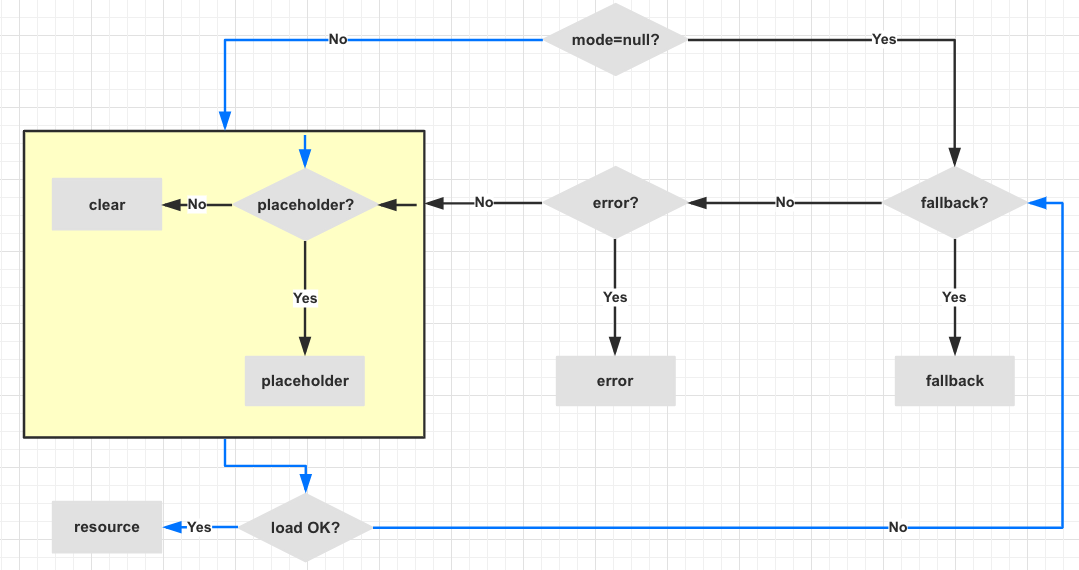 mode=null?
No
Yes
clear
No
placeholder?
No
error?
No
fallback?
Yes
Yes
Yes
placeholder
error
fallback
resource
Yes
load OK?
No